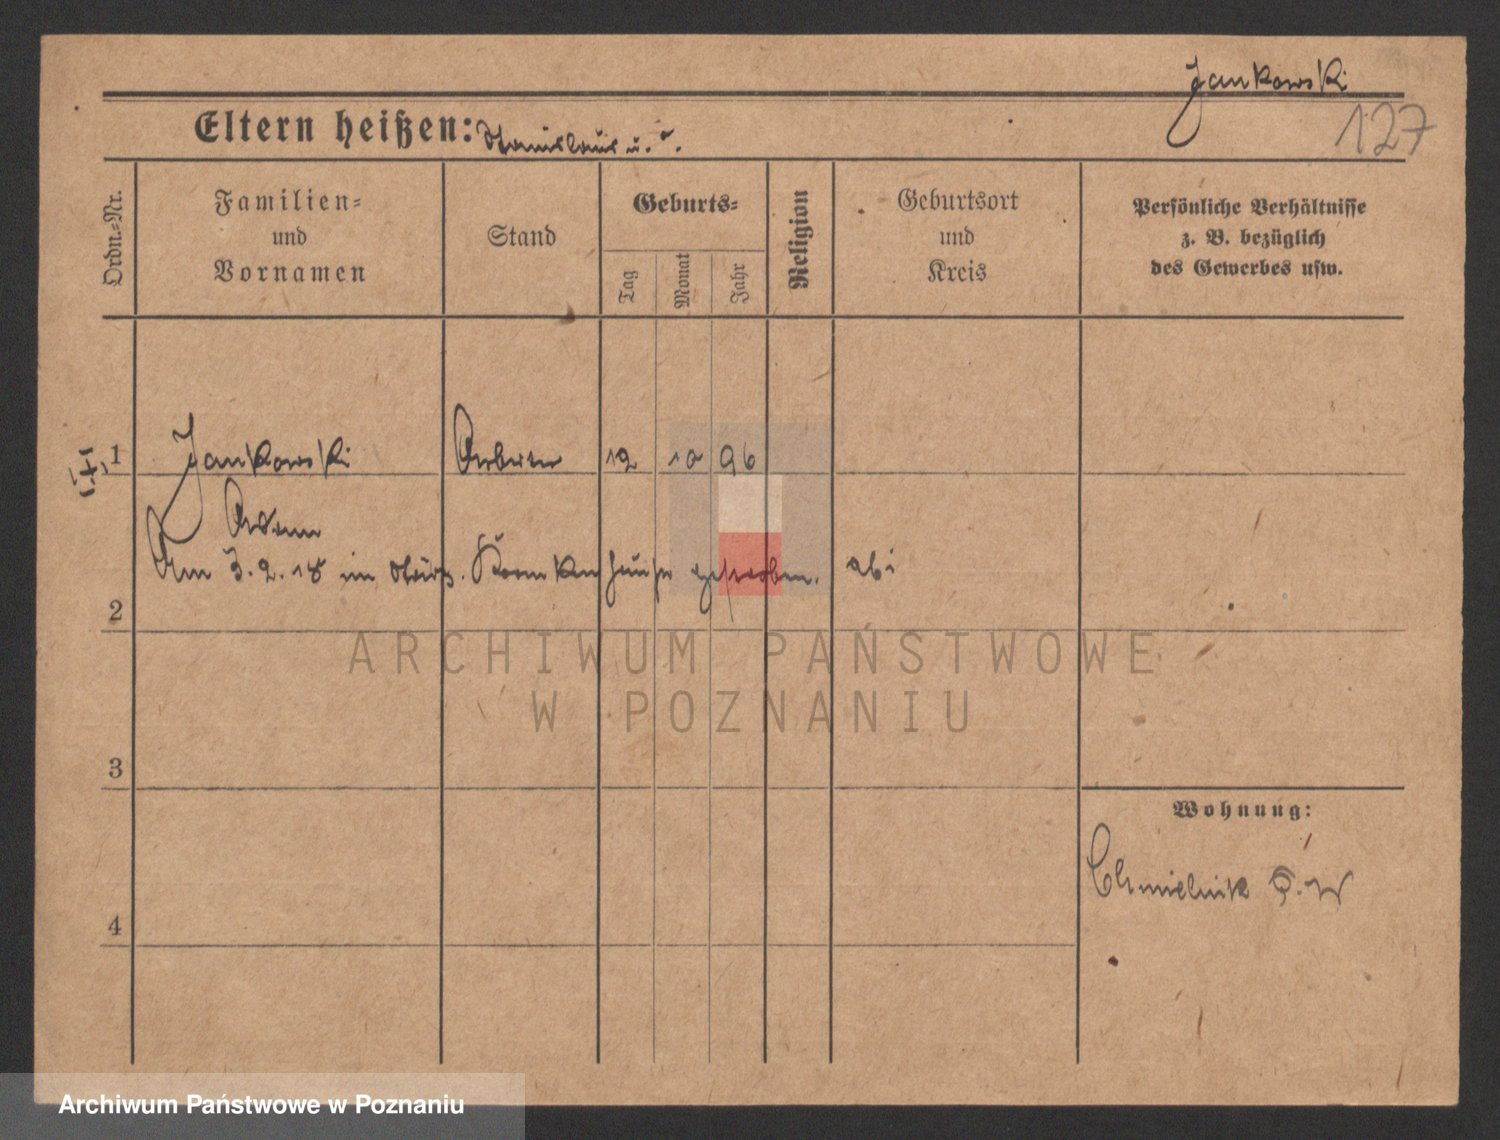 Jankowski
127
Eltern heißen: Stanislaus u. —.
Ordn.-Nr.
Familien-
und
Vornamen
Stand
Geburts-
Tag
Monat
Jahr
Religion
Geburtsort
und
Kreis
Persönliche Verhältnisse
z. B. bezüglich
des Gewerbes usw.
1
Jankowski
Arbeiter
12
10
96
Adam
Am 3.2.18 im Krankenhause gestorben.
2
3
4
Wohnung:
Chmielnik
ARCHIWUM PAŃSTWOWE
W POZNANIU
Archiwum Państwowe w Poznaniu